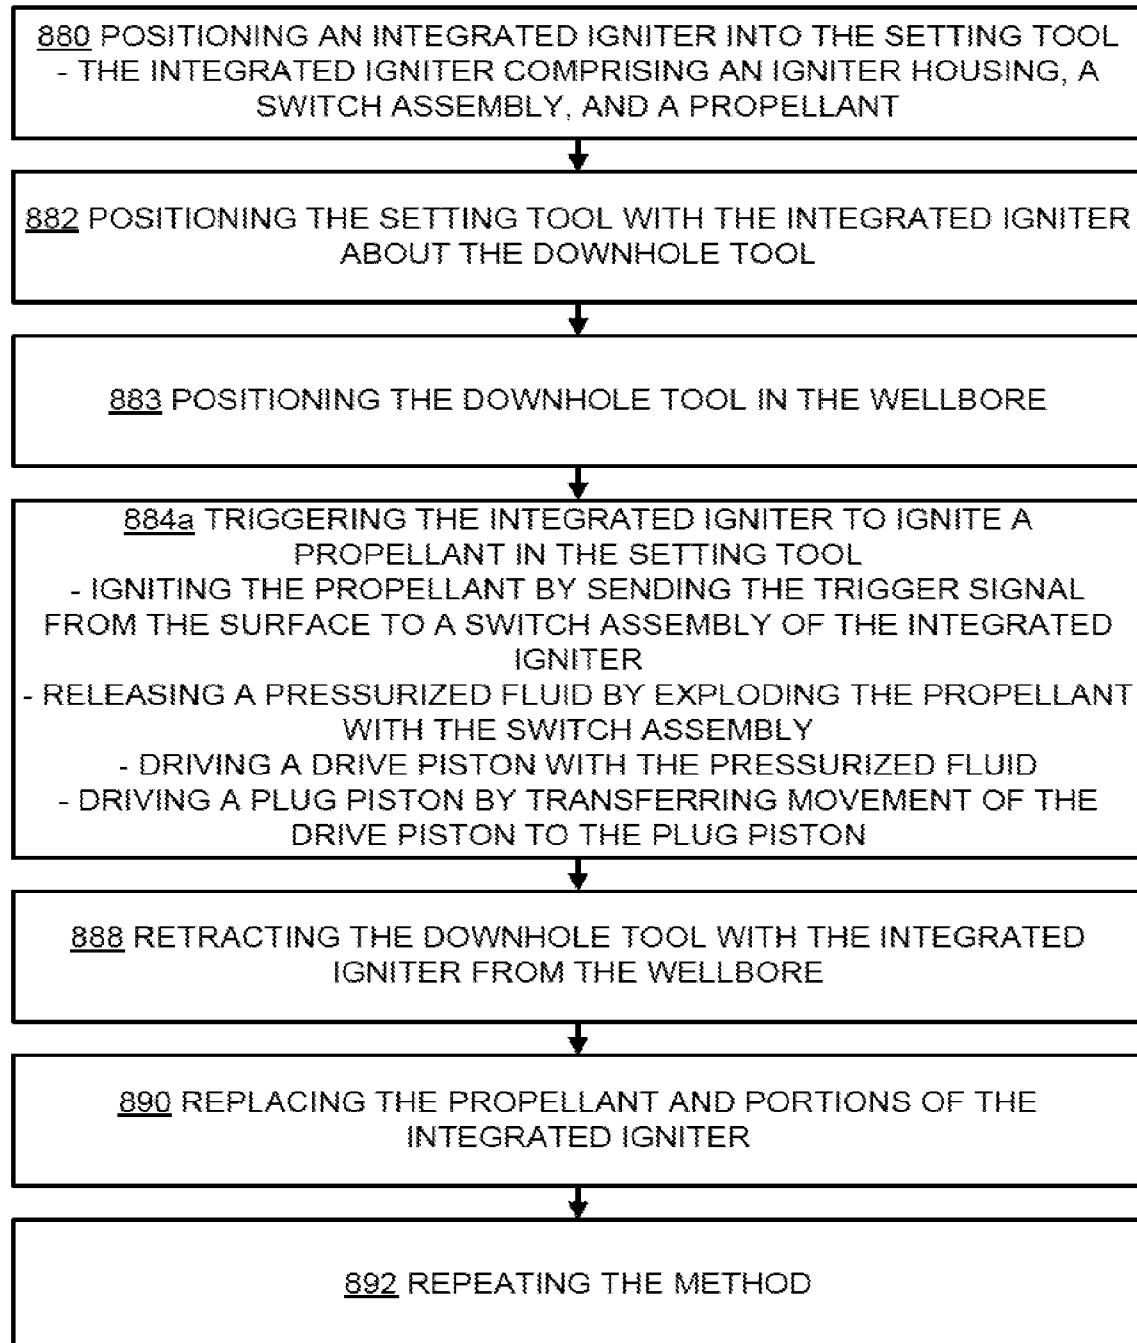 880 POSITIONING AN INTEGRATED IGNITER INTO THE SETTING TOOL
- THE INTEGRATED IGNITER COMPRISING AN IGNITER HOUSING, A
SWITCH ASSEMBLY, AND A PROPELLANT
882 POSITIONING THE SETTING TOOL WITH THE INTEGRATED IGNITER
ABOUT THE DOWNHOLE TOOL
883 POSITIONING THE DOWNHOLE TOOL IN THE WELLBORE
884a TRIGGERING THE INTEGRATED IGNITER TO IGNITE A
PROPELLANT IN THE SETTING TOOL
- IGNITING THE PROPELLANT BY SENDING THE TRIGGER SIGNAL
FROM THE SURFACE TO A SWITCH ASSEMBLY OF THE INTEGRATED
IGNITER
- RELEASING A PRESSURIZED FLUID BY EXPLODING THE PROPELLANT
WITH THE SWITCH ASSEMBLY
- DRIVING A DRIVE PISTON WITH THE PRESSURIZED FLUID
- DRIVING A PLUG PISTON BY TRANSFERRING MOVEMENT OF THE
DRIVE PISTON TO THE PLUG PISTON
888 RETRACTING THE DOWNHOLE TOOL WITH THE INTEGRATED
IGNITER FROM THE WELLBORE
890 REPLACING THE PROPELLANT AND PORTIONS OF THE
INTEGRATED IGNITER
892 REPEATING THE METHOD